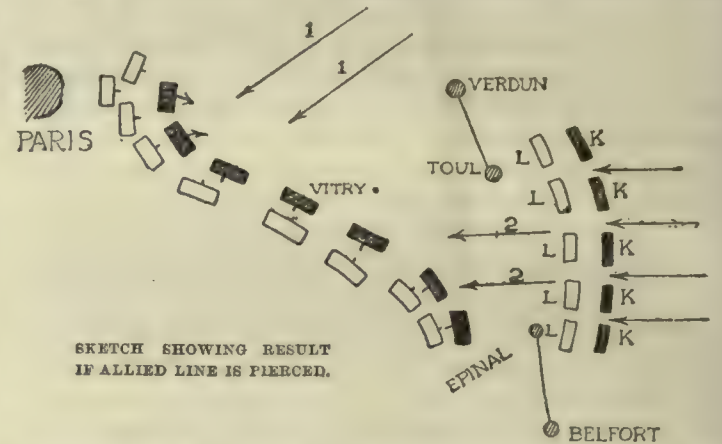 1
1
VERDUN
PARIS
TOUL
L K
VITRY.
L K
2
L K
2
L K
L K
SKETCH SHOWING RESULT
IF ALLIED LINE IS PIERCED.
EPINAL
BELFORT